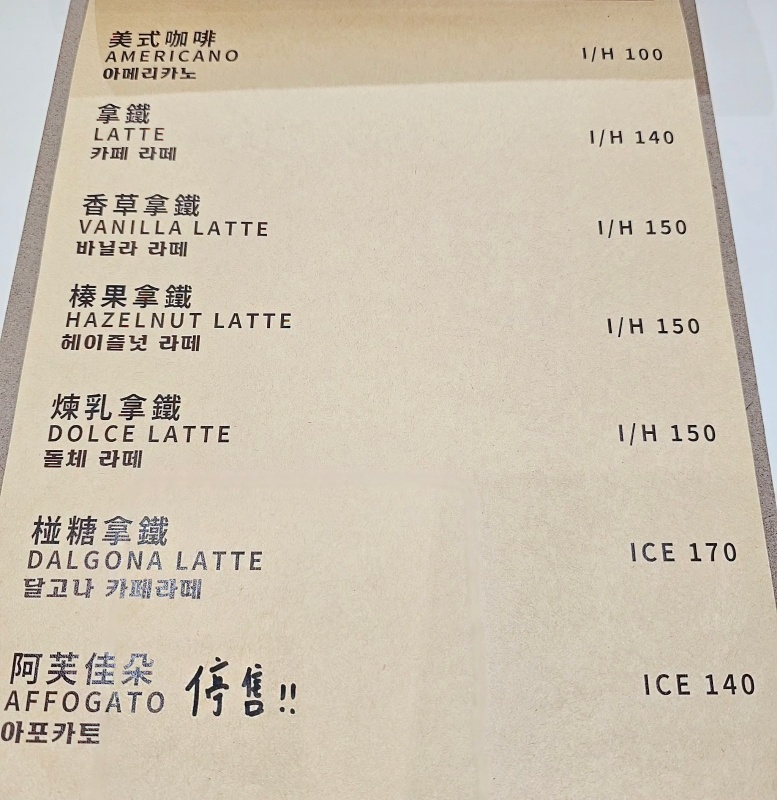 美式咖啡
AMERICANO I/H 100
아메리카노
拿鐵
LATTE I/H 140
카페 라떼
香草拿鐵
VANILLA LATTE I/H 150
바닐라 라떼
榛果拿鐵
HAZELNUT LATTE I/H 150
헤이즐넛 라떼
煉乳拿鐵
DOLCE LATTE I/H 150
돌체 라떼
椪糖拿鐵
DALGONA LATTE ICE 170
달고나 카페라떼
阿芙佳朵
AFFOGATO 停售!! ICE 140
아포카토